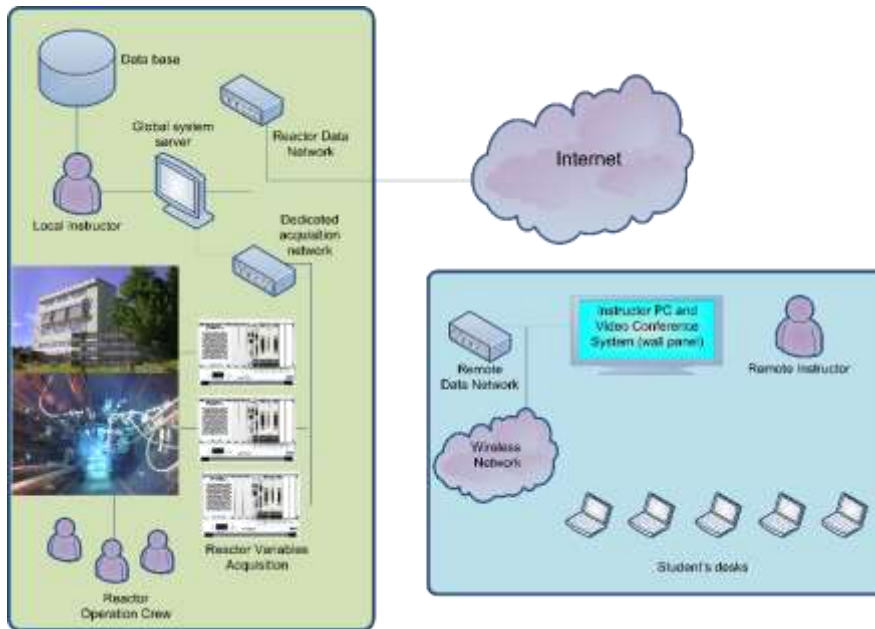 Data base
Global system
server
Reactor Data
Network
Internet
Local Instructor
Dedicated
acquisition
network
Instructor PC and
Video Conference
System (wall panel)
Remote
Data Network
Remote Instructor
Wireless
Network
Reactor Variables
Acquisition
Student's desks
Reactor
Operation Crew